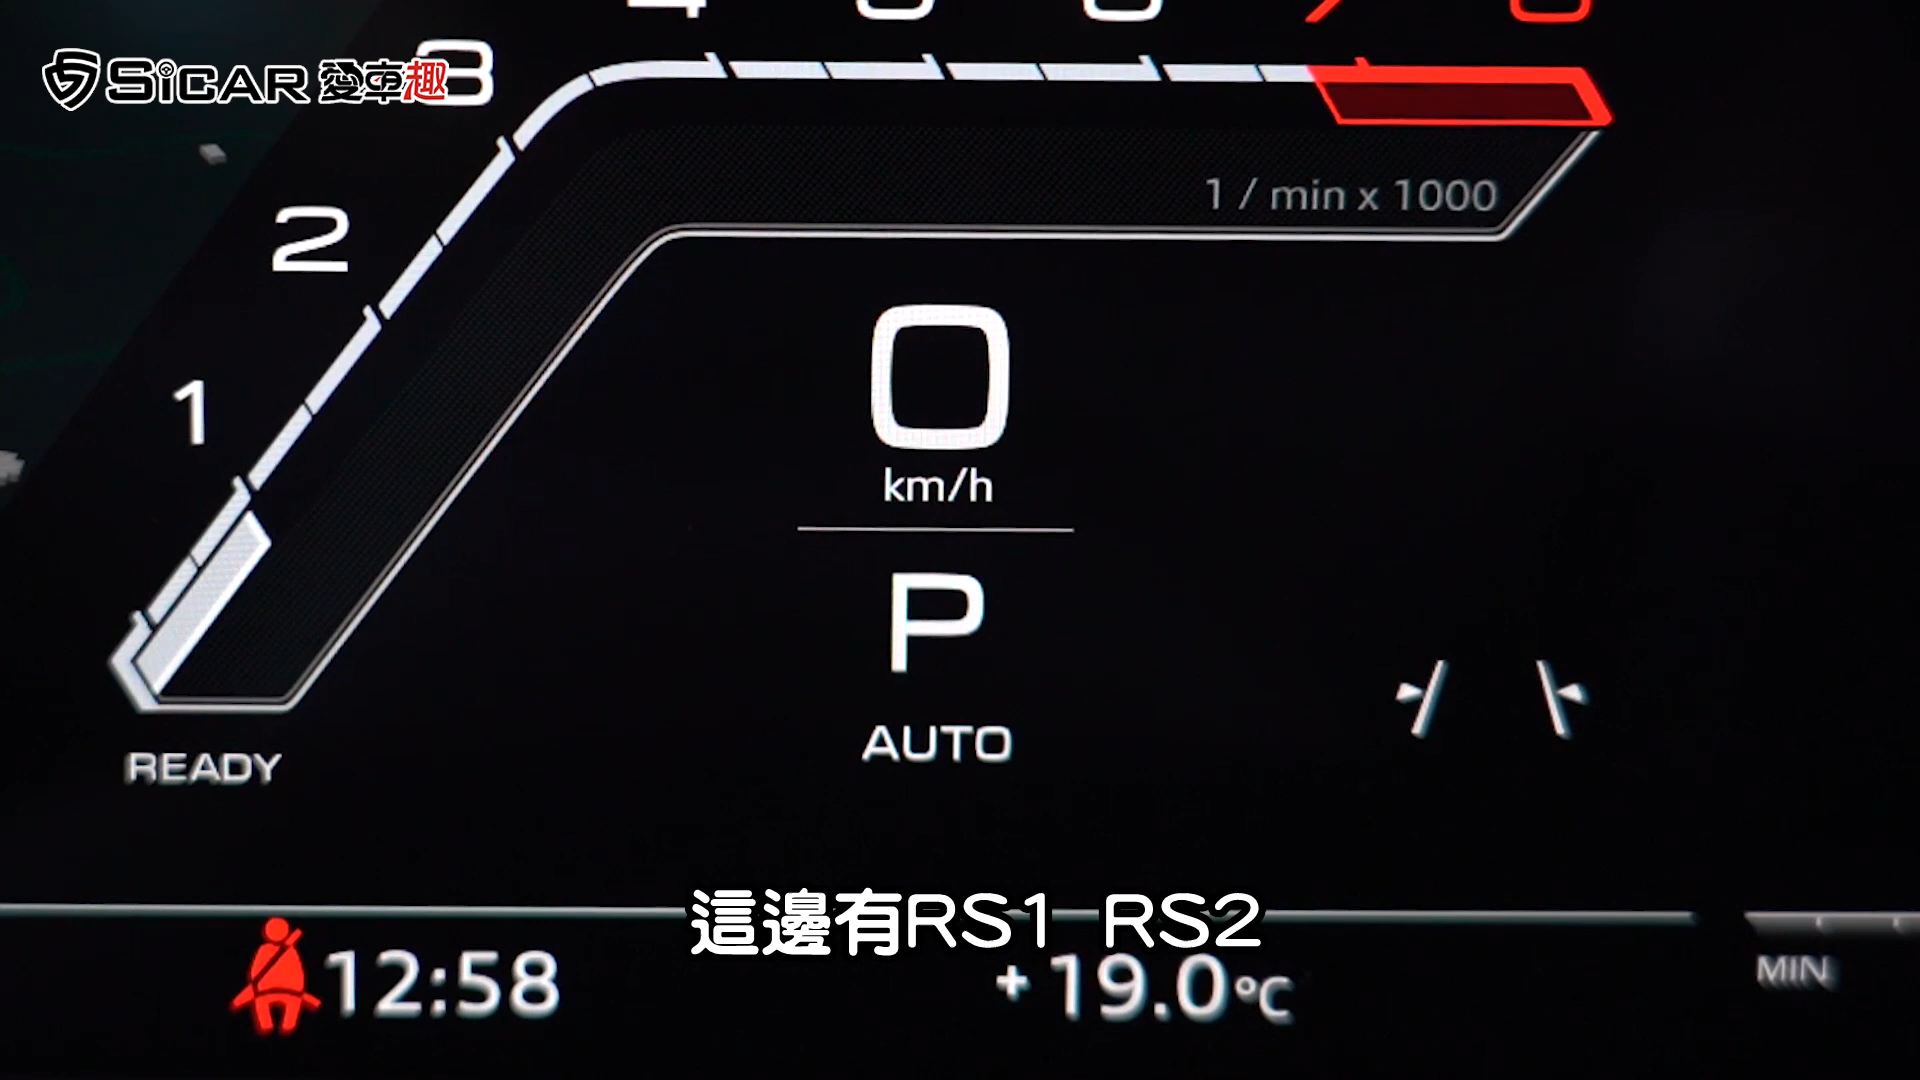 SiCAR 愛車趣
3
2
1 / min x 1000
1
0
km/h
P
AUTO
READY
這邊有RS1 RS2
12:58
+19.0°C
MIN